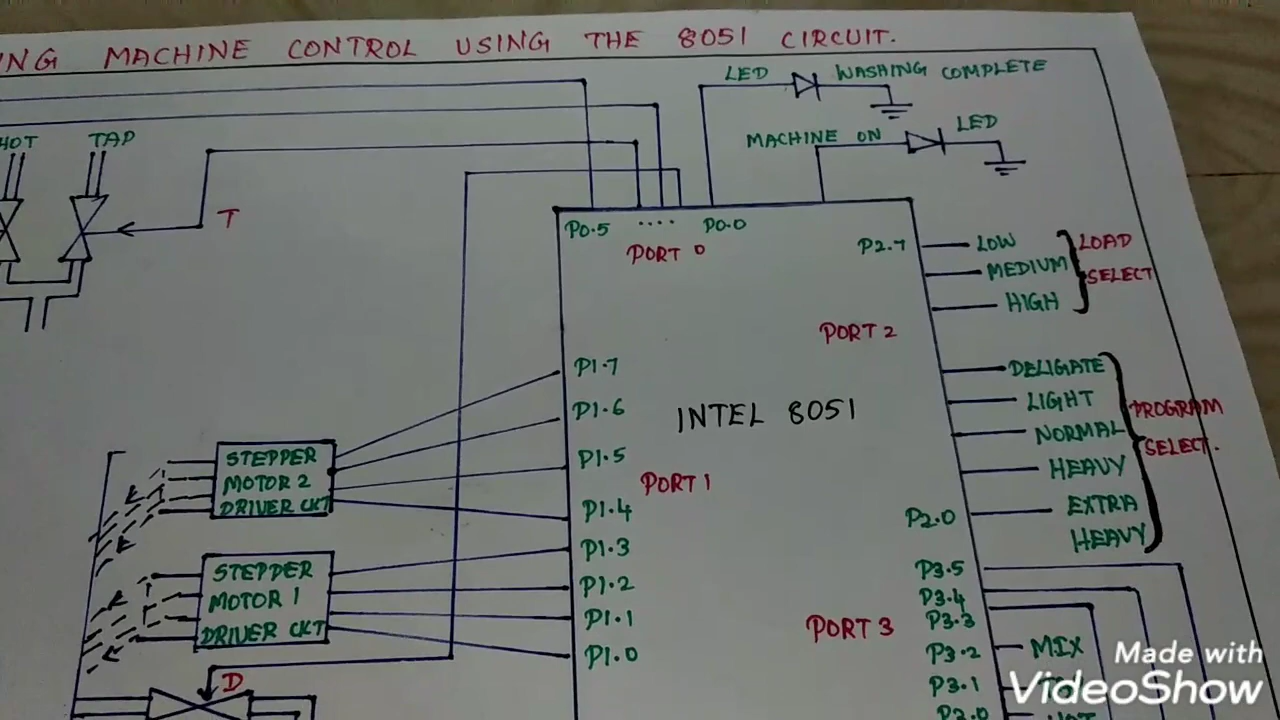 NG MACHINE CONTROL USING THE 8051 CIRCUIT.
LED WASHING COMPLETE
MACHINE ON LED
HOT TAP
T
P0.5 .... P0.0
PORT 0
P2.7 LOW
MEDIUM
HIGH
LOAD
SELECT
PORT 2
P1.7
P1.6
P1.5
P1.4
P1.3
P1.2
P1.1
P1.0
INTEL 8051
PORT 1
DELIGATE
LIGHT
NORMAL
HEAVY
P2.0 EXTRA
HEAVY
PROGRAM
SELECT.
STEPPER
MOTOR 2
DRIVER CKT
STEPPER
MOTOR 1
DRIVER CKT
D
PORT 3
P3.5
P3.4
P3.3
P3.2 MIX
P3.1
Made with
VideoShow